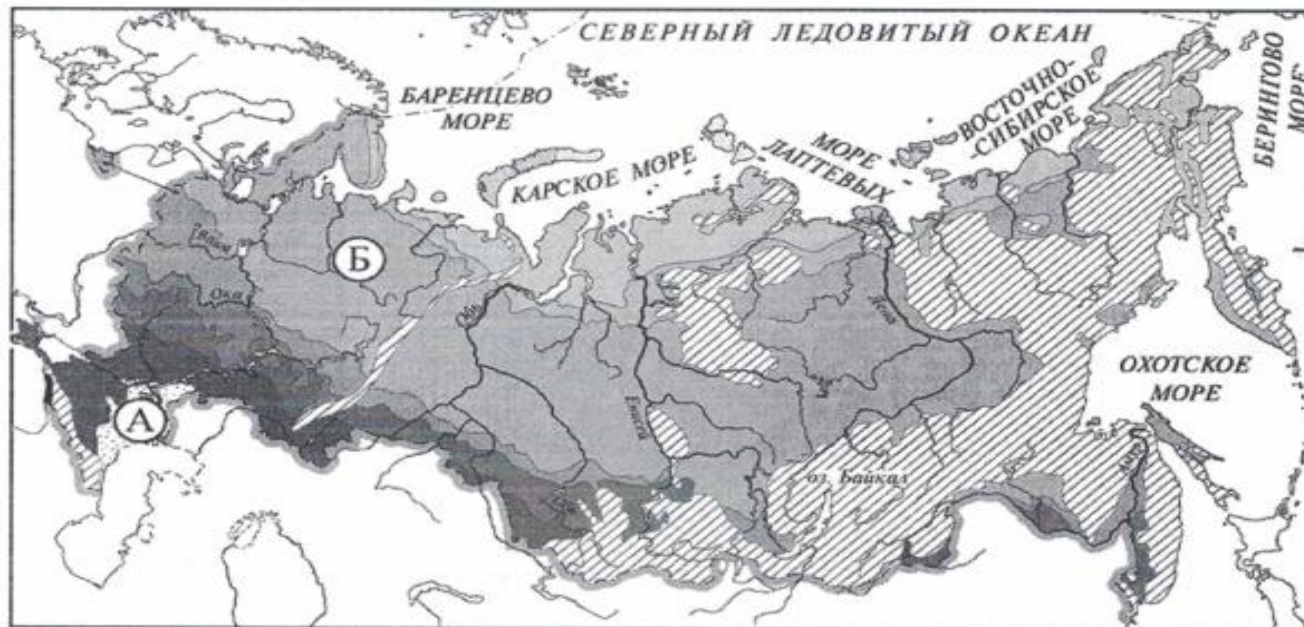 СЕВЕРНЫЙ ЛЕДОВИТЫЙ ОКЕАН
БАРЕНЦЕВО
МОРЕ
КАРСКОЕ МОРЕ
МОРЕ
ЛАПТЕВЫХ
ВОСТОЧНО-
-СИБИРСКОЕ
МОРЕ
БЕРИНГОВО
МОРЕ
Б
Ока
Обь
Лена
Енисей
ОХОТСКОЕ
МОРЕ
А
оз. Байкал